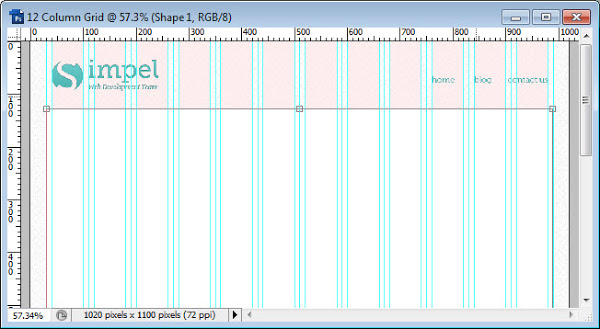 12 Column Grid @ 57.3% (Shape 1, RGB/8)
0 100 200 300 400 500 600 700 800 900 1000
0
100
200
300
400
Simpel
Web Development Team
home blog contact us
57.34% 1020 pixels x 1100 pixels (72 ppi)